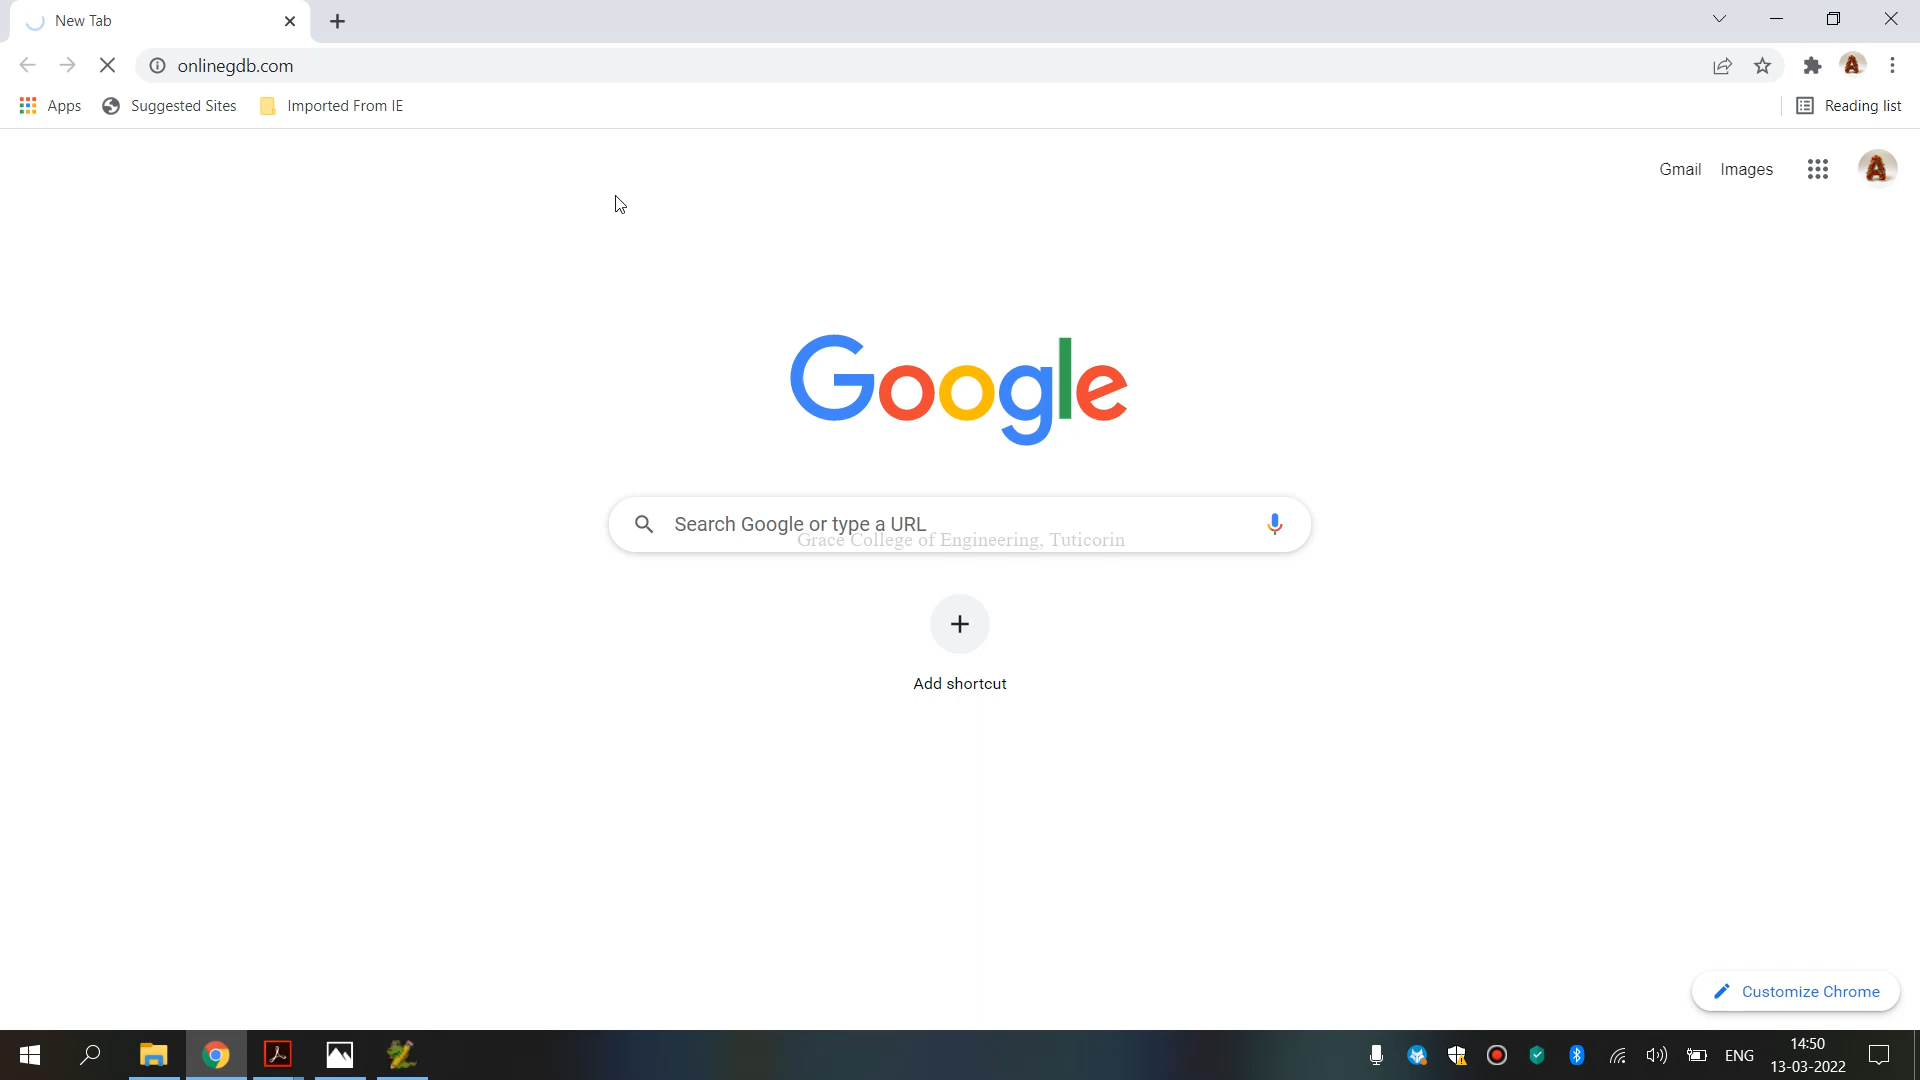 New Tab
onlinegdb.com
Apps
Suggested Sites
Imported From IE
Reading list
Gmail
Images
Google
Search Google or type a URL
Grace College of Engineering, Tuticorin
Add shortcut
Customize Chrome
ENG
14:50
13-03-2022